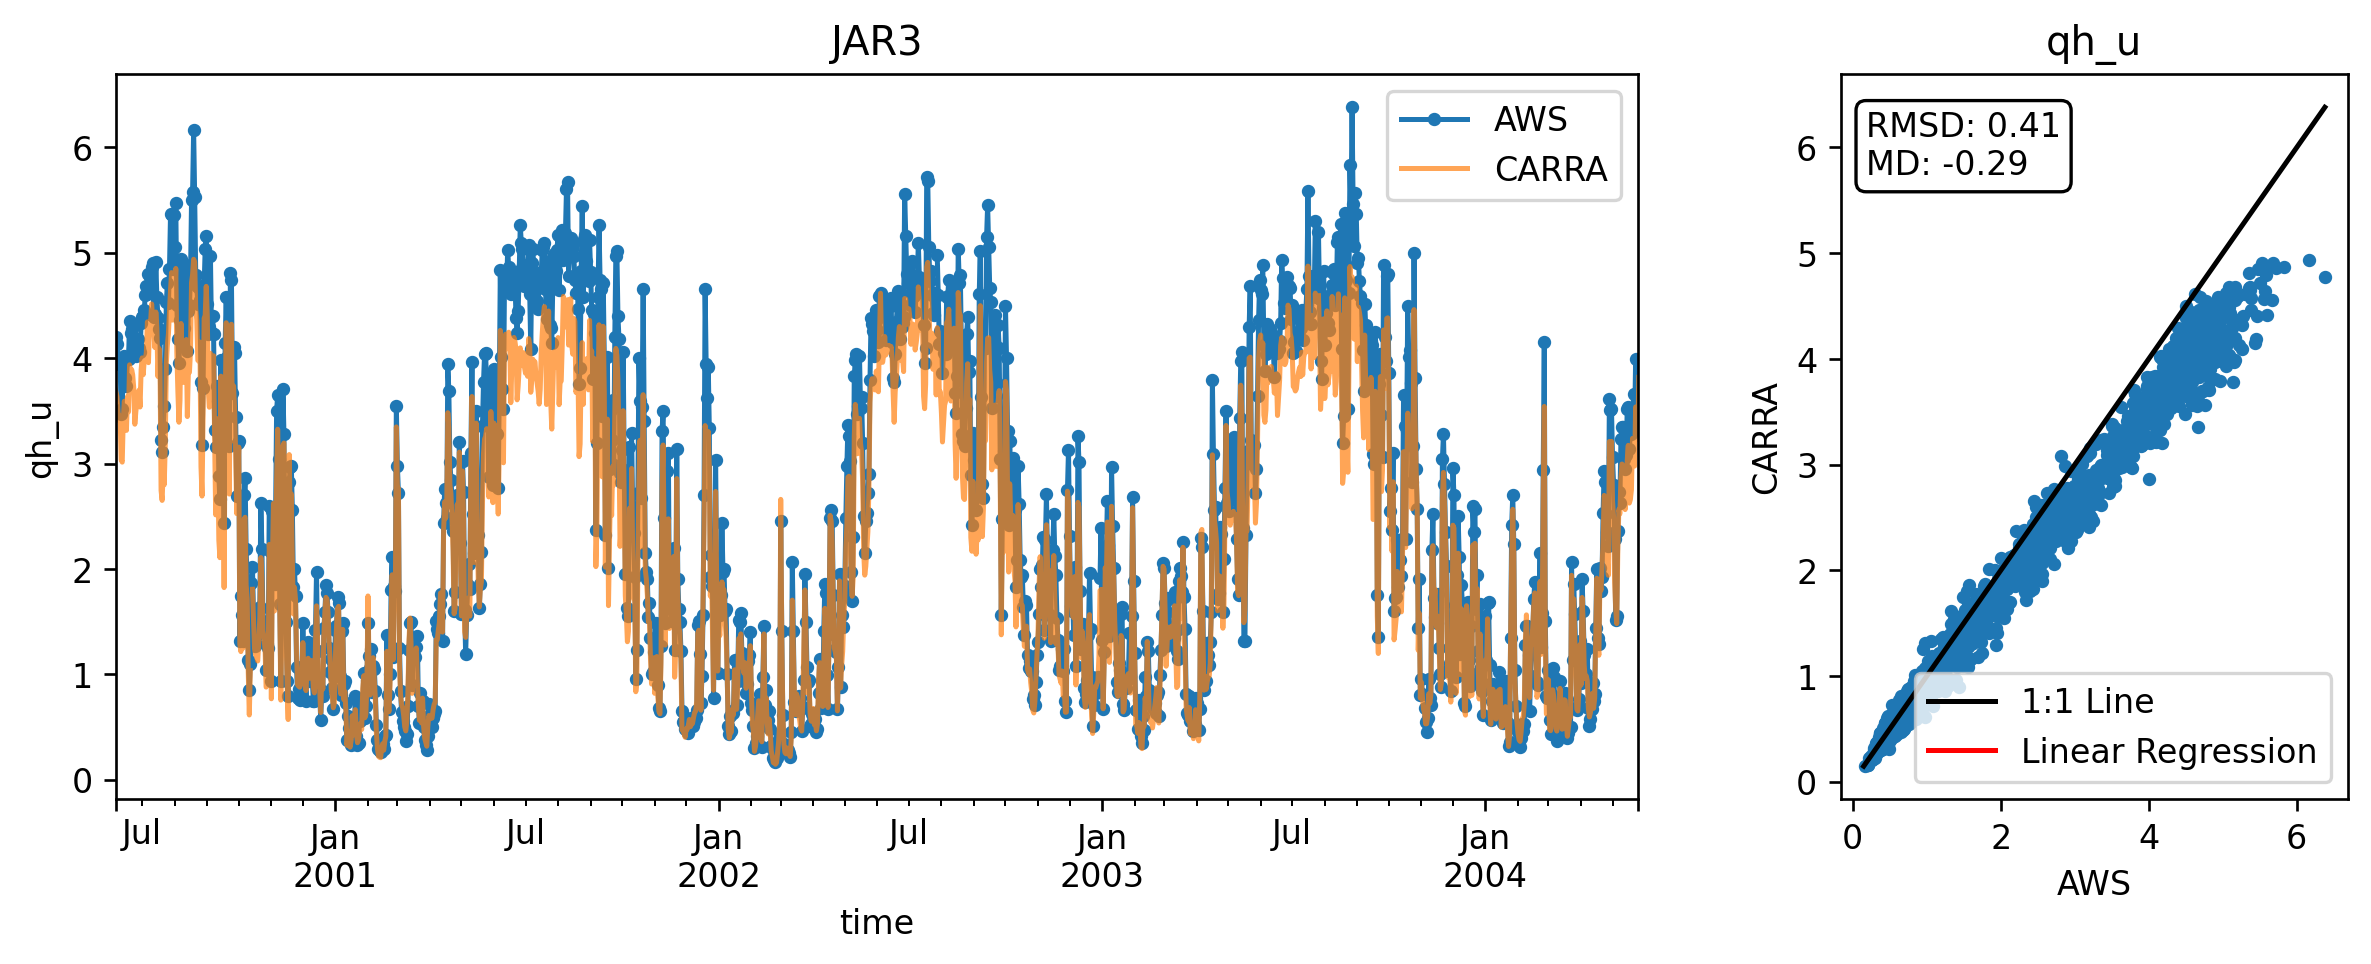 JAR3
qh_u
6
5
4
3
2
1
0
AWS
CARRA
Jul
Jan
2001
Jul
Jan
2002
Jul
Jan
2003
Jul
Jan
2004
time
qh_u
CARRA
6
5
4
3
2
1
0
RMSD: 0.41
MD: -0.29
1:1 Line
Linear Regression
0
2
4
6
AWS